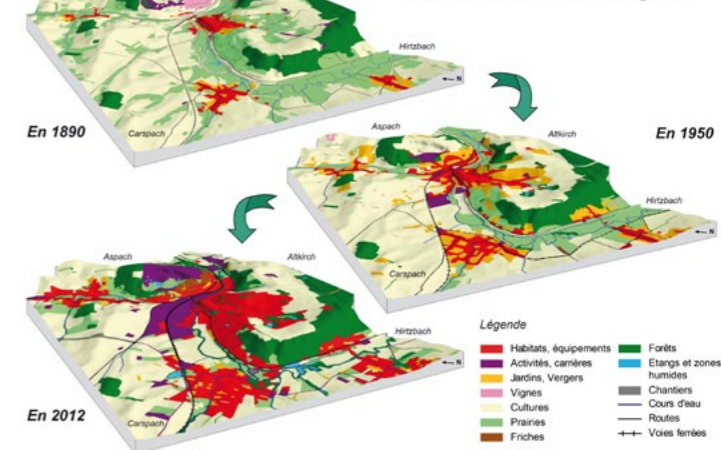 Hirtzbach
N
En 1890
Carspach
Aspach
Altkirch
En 1950
Hirtzbach
N
Carspach
Aspach
Altkirch
Hirtzbach
N
En 2012
Carspach
Légende
Habitats, équipements
Activités, carrières
Jardins, Vergers
Vignes
Cultures
Prairies
Friches
Forêts
Etangs et zones
humides
Chantiers
Cours d'eau
Routes
Voies ferrées